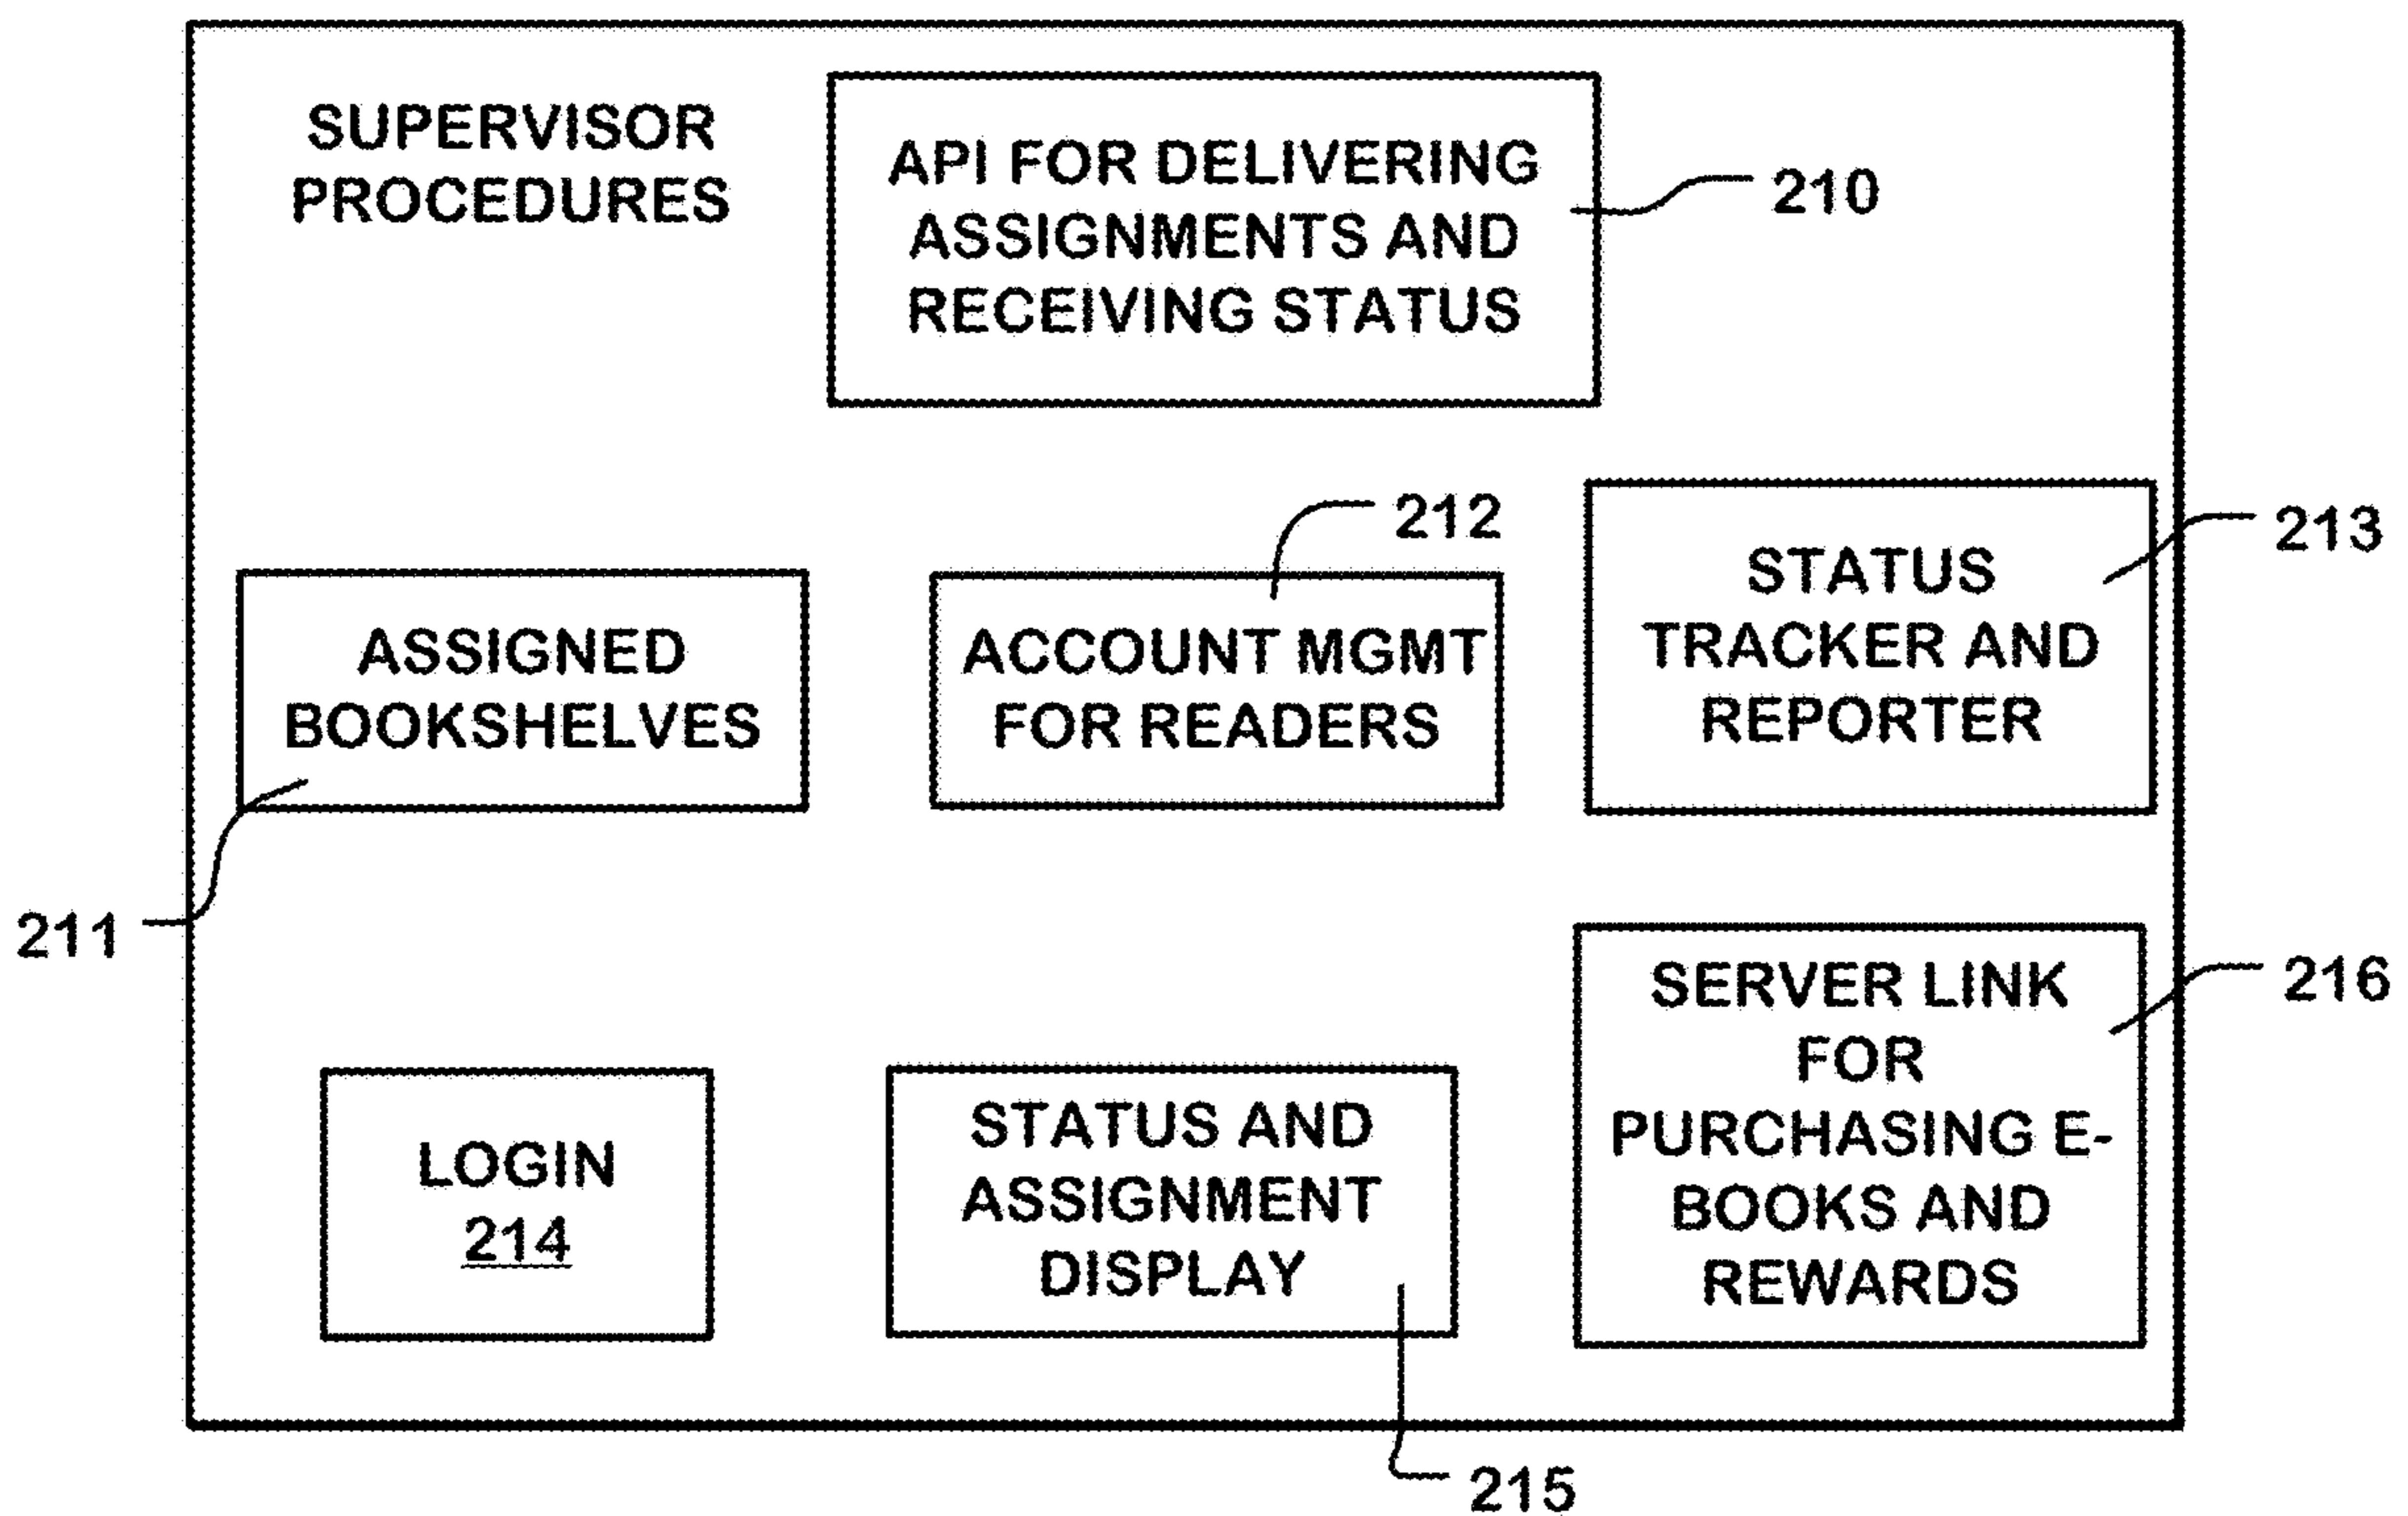 SUPERVISOR
PROCEDURES
API FOR DELIVERING
ASSIGNMENTS AND
RECEIVING STATUS
210
ASSIGNED
BOOKSHELVES
211
212
ACCOUNT MGMT
FOR READERS
STATUS
TRACKER AND
REPORTER
213
LOGIN
214
STATUS AND
ASSIGNMENT
DISPLAY
215
SERVER LINK
FOR
PURCHASING E-
BOOKS AND
REWARDS
216